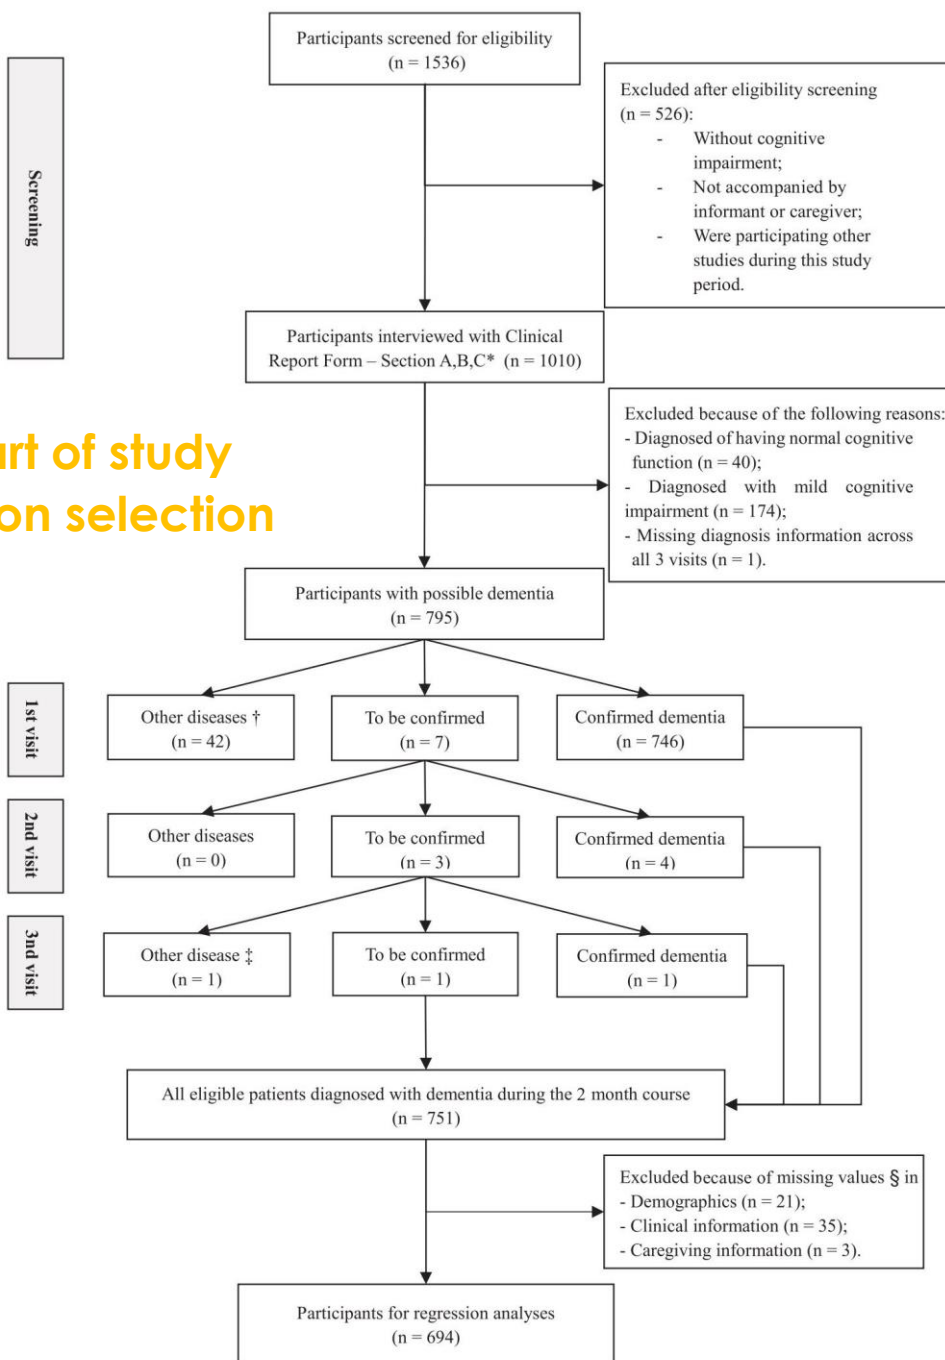 Participants screened for eligibility
(n = 1536)
Screening
Excluded after eligibility screening
(n = 526):
- Without cognitive
impairment;
- Not accompanied by
informant or caregiver;
- Were participating other
studies during this study
period.
Participants interviewed with Clinical
Report Form – Section A,B,C* (n = 1010)
Excluded because of the following reasons:
- Diagnosed of having normal cognitive
function (n = 40);
- Diagnosed with mild cognitive
impairment (n = 174);
- Missing diagnosis information across
all 3 visits (n = 1).
art of study
on selection
Participants with possible dementia
(n = 795)
1st visit
Other diseases †
(n = 42)
To be confirmed
(n = 7)
Confirmed dementia
(n = 746)
2nd visit
Other diseases
(n = 0)
To be confirmed
(n = 3)
Confirmed dementia
(n = 4)
3nd visit
Other disease ‡
(n = 1)
To be confirmed
(n = 1)
Confirmed dementia
(n = 1)
All eligible patients diagnosed with dementia during the 2 month course
(n = 751)
Excluded because of missing values § in
- Demographics (n = 21);
- Clinical information (n = 35);
- Caregiving information (n = 3).
Participants for regression analyses
(n = 694)